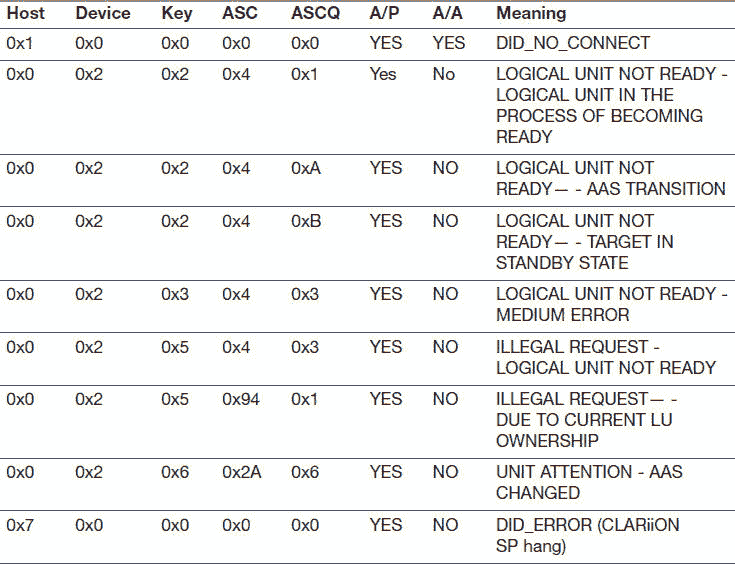 Host Device Key ASC ASCQ A/P A/A Meaning
0x1 0x0 0x0 0x0 0x0 YES YES DID_NO_CONNECT
0x0 0x2 0x2 0x4 0x1 Yes No LOGICAL UNIT NOT READY -
LOGICAL UNIT IN THE
PROCESS OF BECOMING
READY
0x0 0x2 0x2 0x4 0xA YES NO LOGICAL UNIT NOT
READY— - AAS TRANSITION
0x0 0x2 0x2 0x4 0xB YES NO LOGICAL UNIT NOT
READY— - TARGET IN
STANDBY STATE
0x0 0x2 0x3 0x4 0x3 YES NO LOGICAL UNIT NOT READY -
MEDIUM ERROR
0x0 0x2 0x5 0x4 0x3 YES NO ILLEGAL REQUEST -
LOGICAL UNIT NOT READY
0x0 0x2 0x5 0x94 0x1 YES NO ILLEGAL REQUEST— -
DUE TO CURRENT LU
OWNERSHIP
0x0 0x2 0x6 0x2A 0x6 YES NO UNIT ATTENTION - AAS
CHANGED
0x7 0x0 0x0 0x0 0x0 YES NO DID_ERROR (CLARiiON
SP hang)